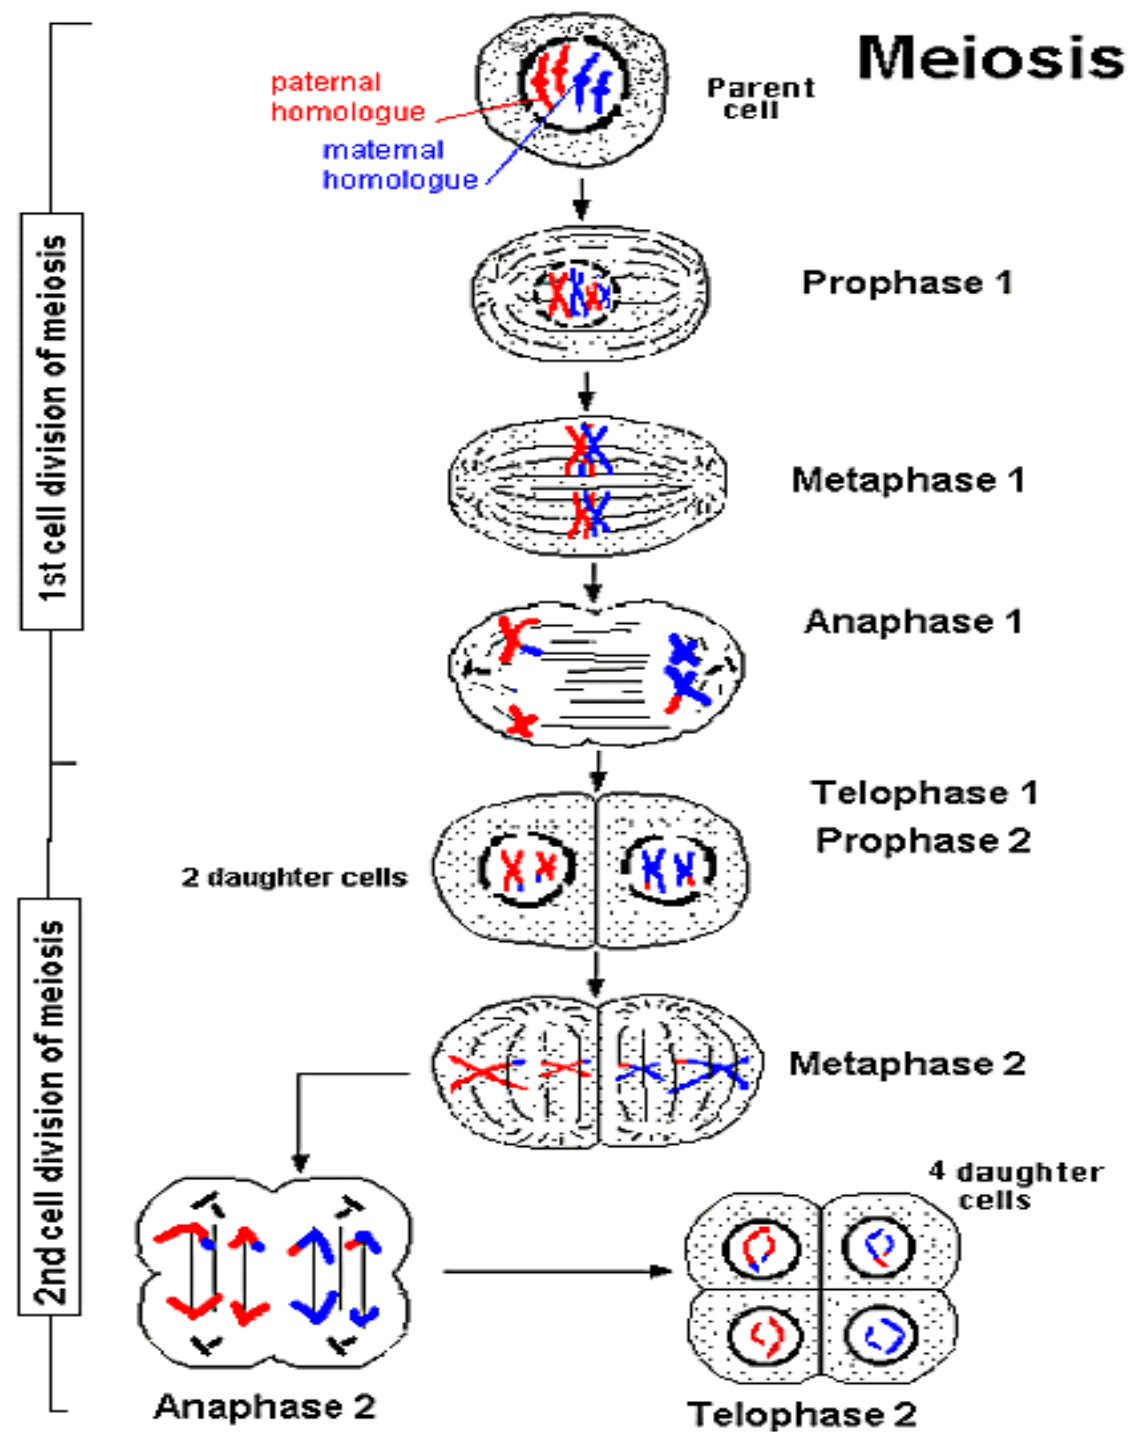 Meiosis
paternal
homologue
maternal
homologue
Parent
cell
1st cell division of meiosis
Prophase 1
Metaphase 1
Anaphase 1
Telophase 1
Prophase 2
2 daughter cells
2nd cell division of meiosis
Metaphase 2
4 daughter
cells
Anaphase 2
Telophase 2